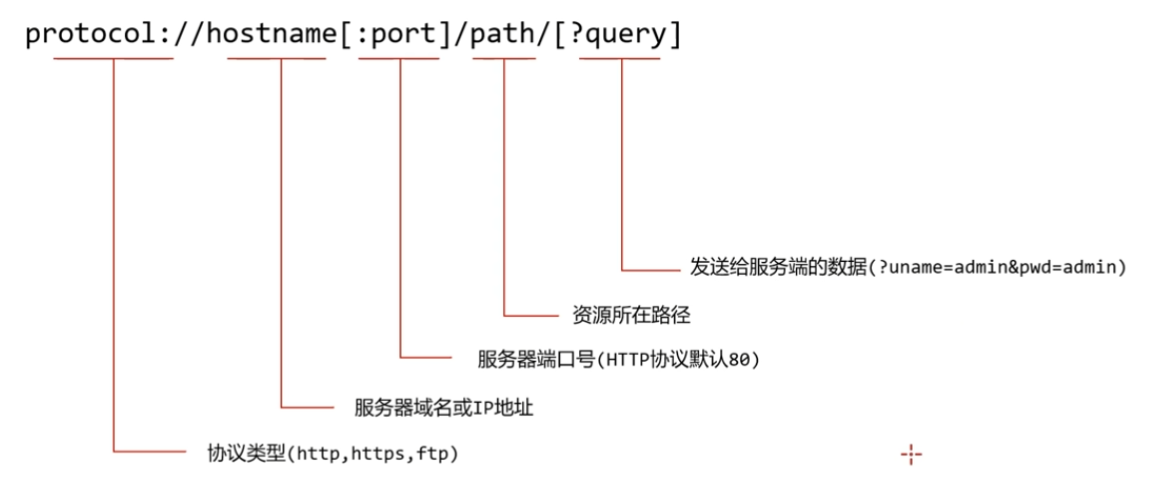 protocol://hostname[:port]/path/[?query]
发送给服务端的数据(?uname=admin&pwd=admin)
资源所在路径
服务器端口号(HTTP协议默认80)
服务器域名或IP地址
协议类型(http,https,ftp)